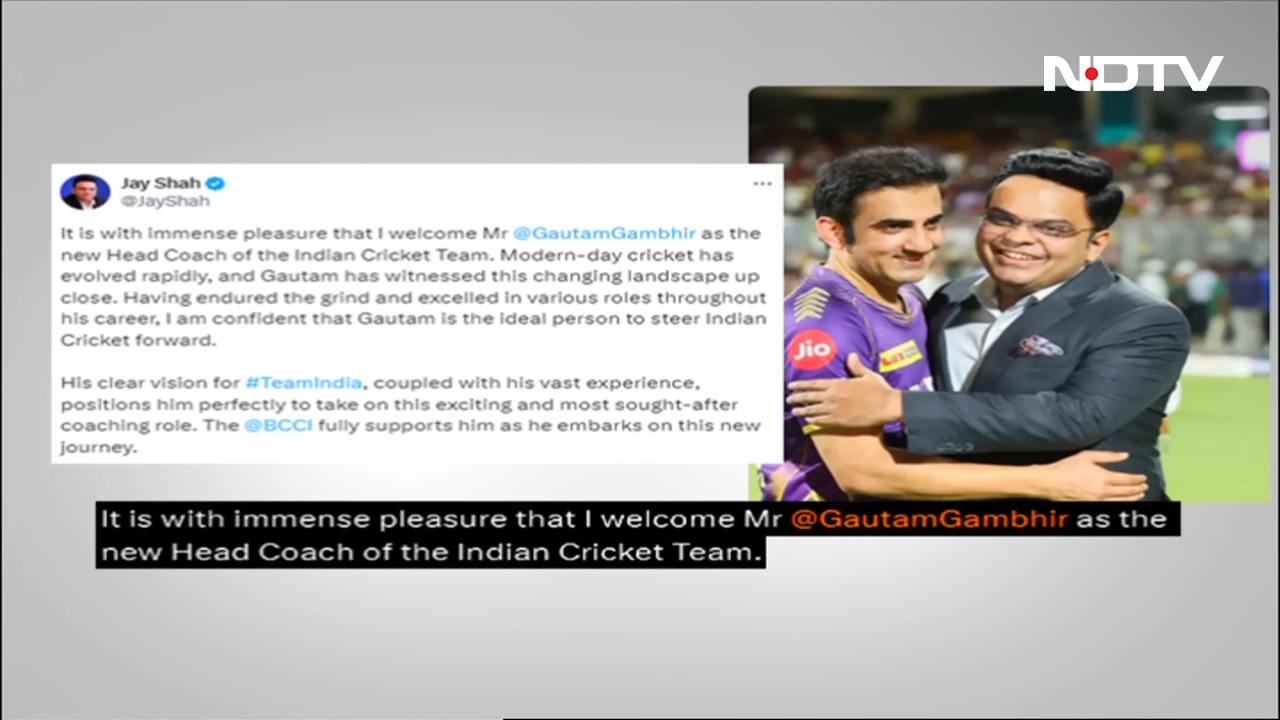 NDTV
Jay Shah
@JayShah
It is with immense pleasure that I welcome Mr @GautamGambhir as the
new Head Coach of the Indian Cricket Team. Modern-day cricket has
evolved rapidly, and Gautam has witnessed this changing landscape up
close. Having endured the grind and excelled in various roles throughout
his career, I am confident that Gautam is the ideal person to steer Indian
Cricket forward.
His clear vision for #TeamIndia, coupled with his vast experience,
positions him perfectly to take on this exciting and most sought-after
coaching role. The @BCCI fully supports him as he embarks on this new
journey.
Jio
It is with immense pleasure that I welcome Mr @GautamGambhir as the
new Head Coach of the Indian Cricket Team.